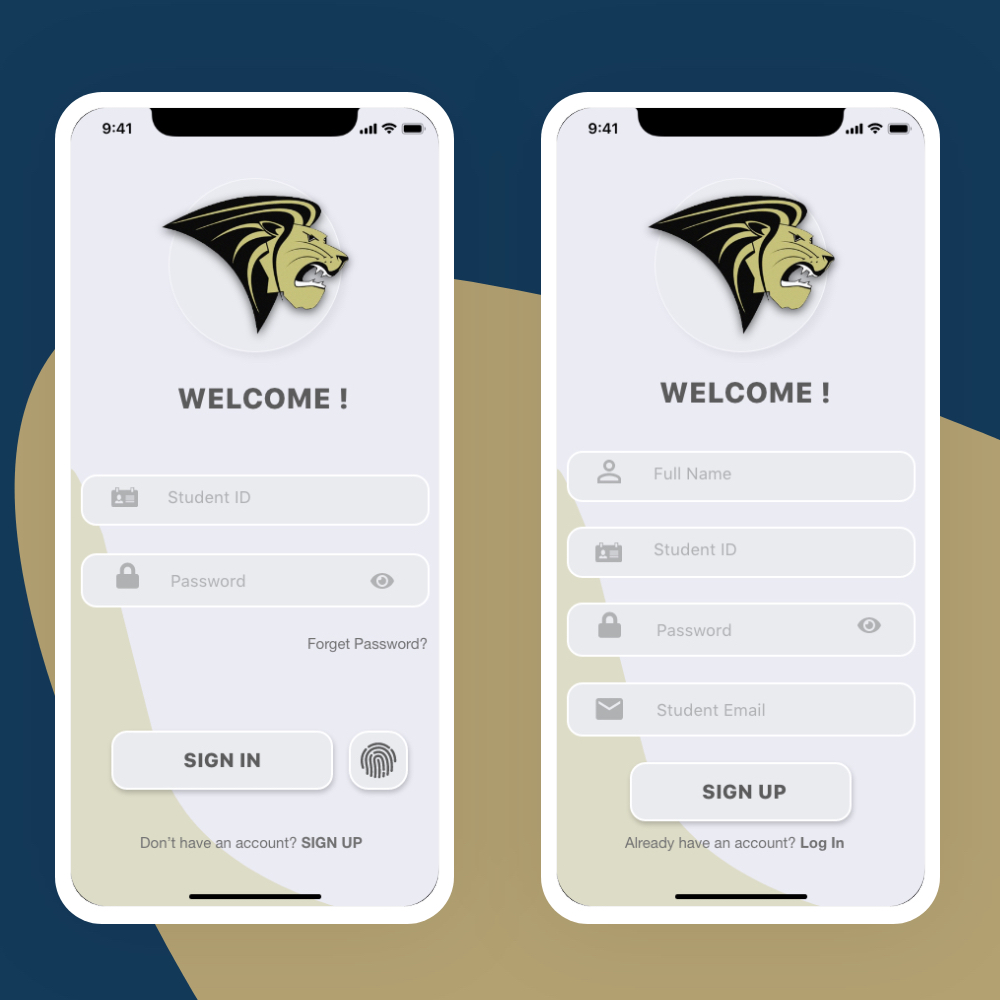 9:41
WELCOME !
Student ID
Password
Forget Password?
SIGN IN
Don't have an account? SIGN UP
9:41
WELCOME !
Full Name
Student ID
Password
Student Email
SIGN UP
Already have an account? Log In